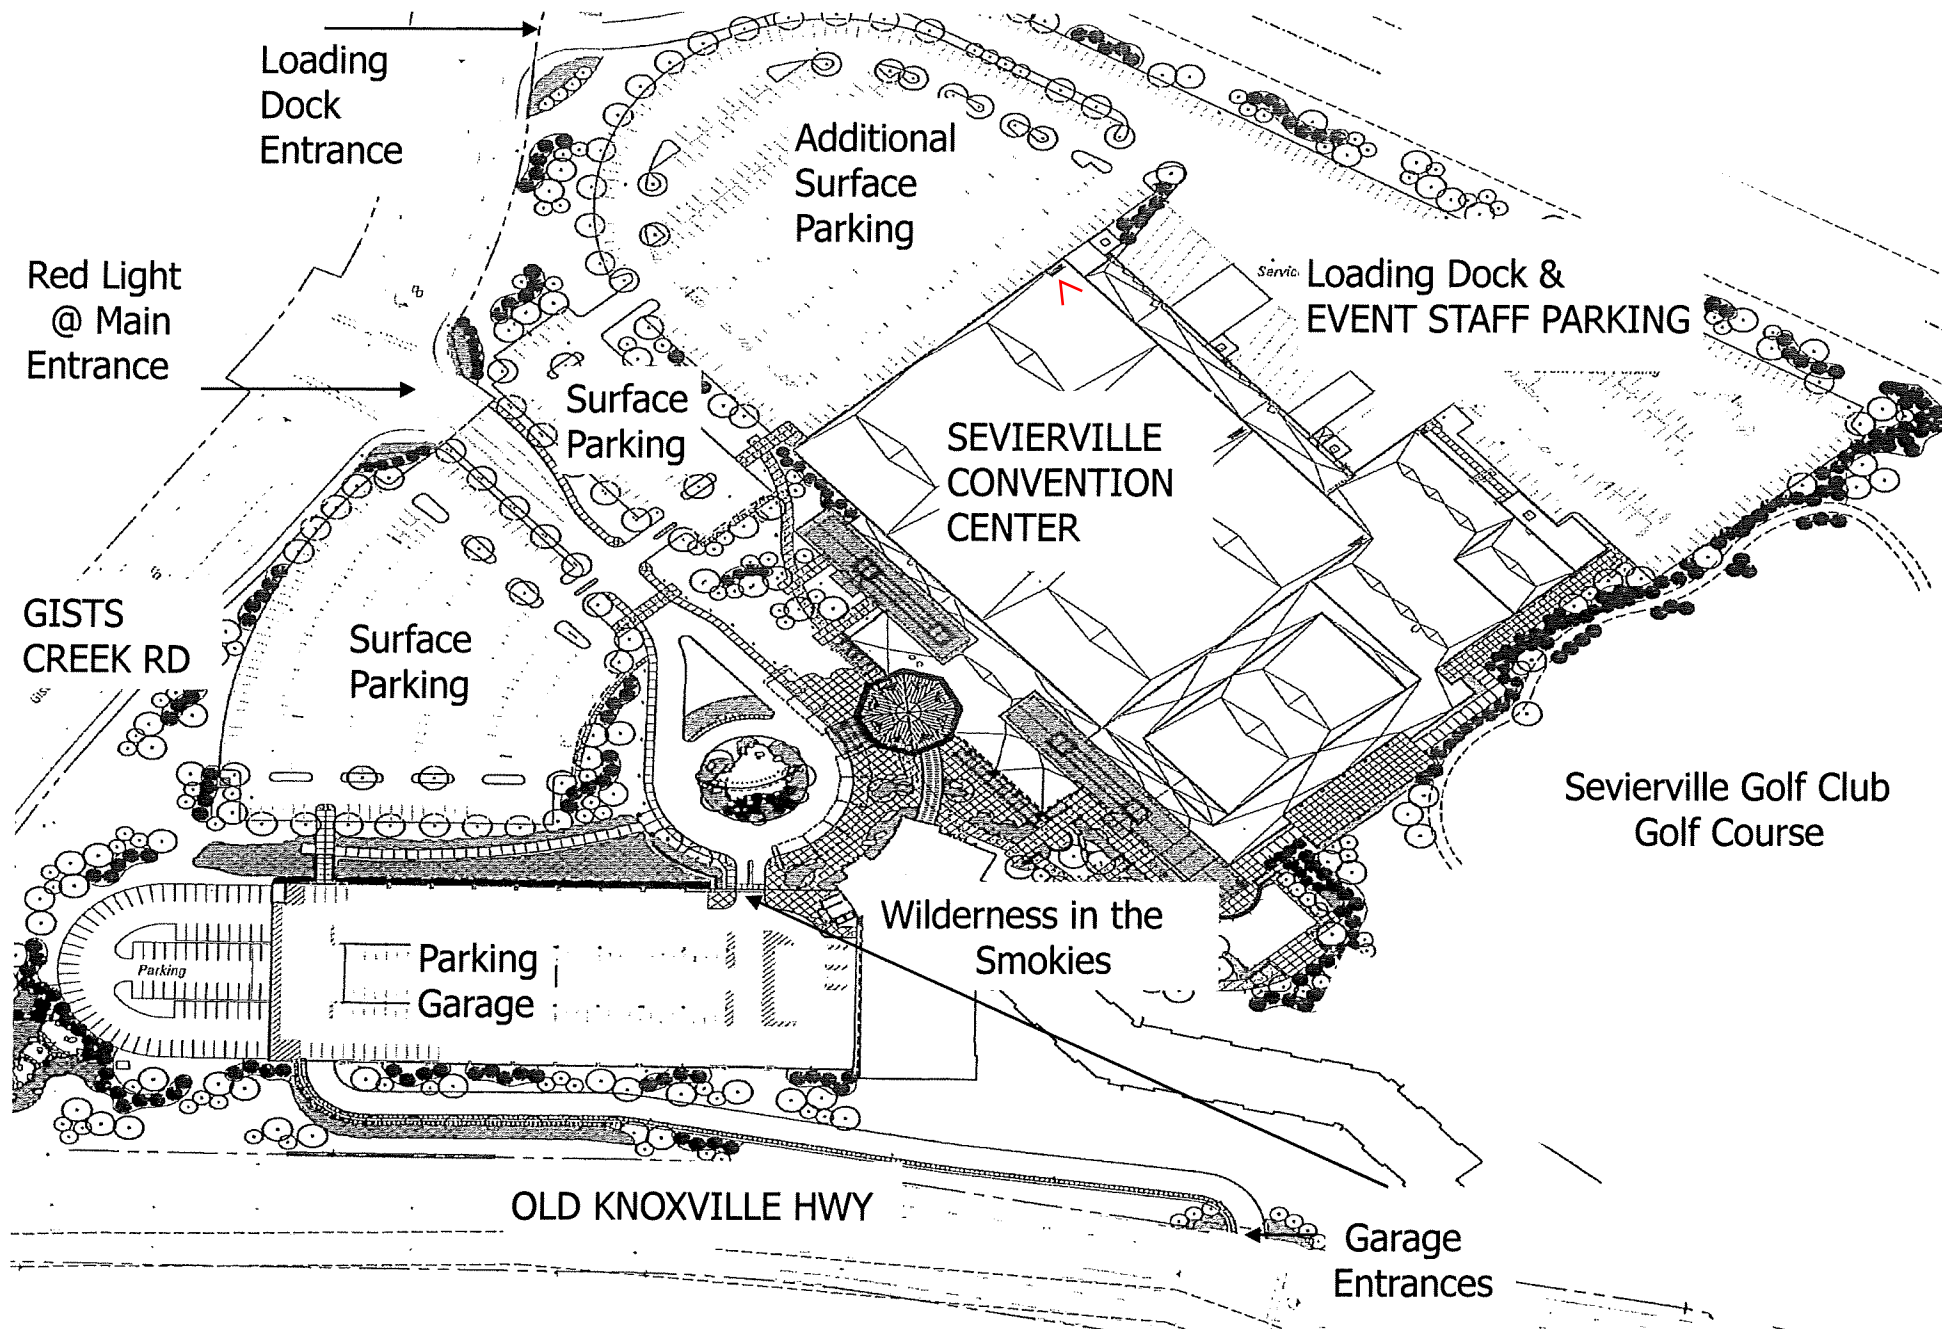 Loading
Dock
Entrance
Additional
Surface
Parking
Red Light
@ Main
Entrance
Loading Dock &
EVENT STAFF PARKING
Surface
Parking
SEVIERVILLE
CONVENTION
CENTER
GISTS
CREEK RD
Surface
Parking
Sevierville Golf Club
Golf Course
Wilderness in the
Smokies
Parking
Parking
Garage
OLD KNOXVILLE HWY
Garage
Entrances